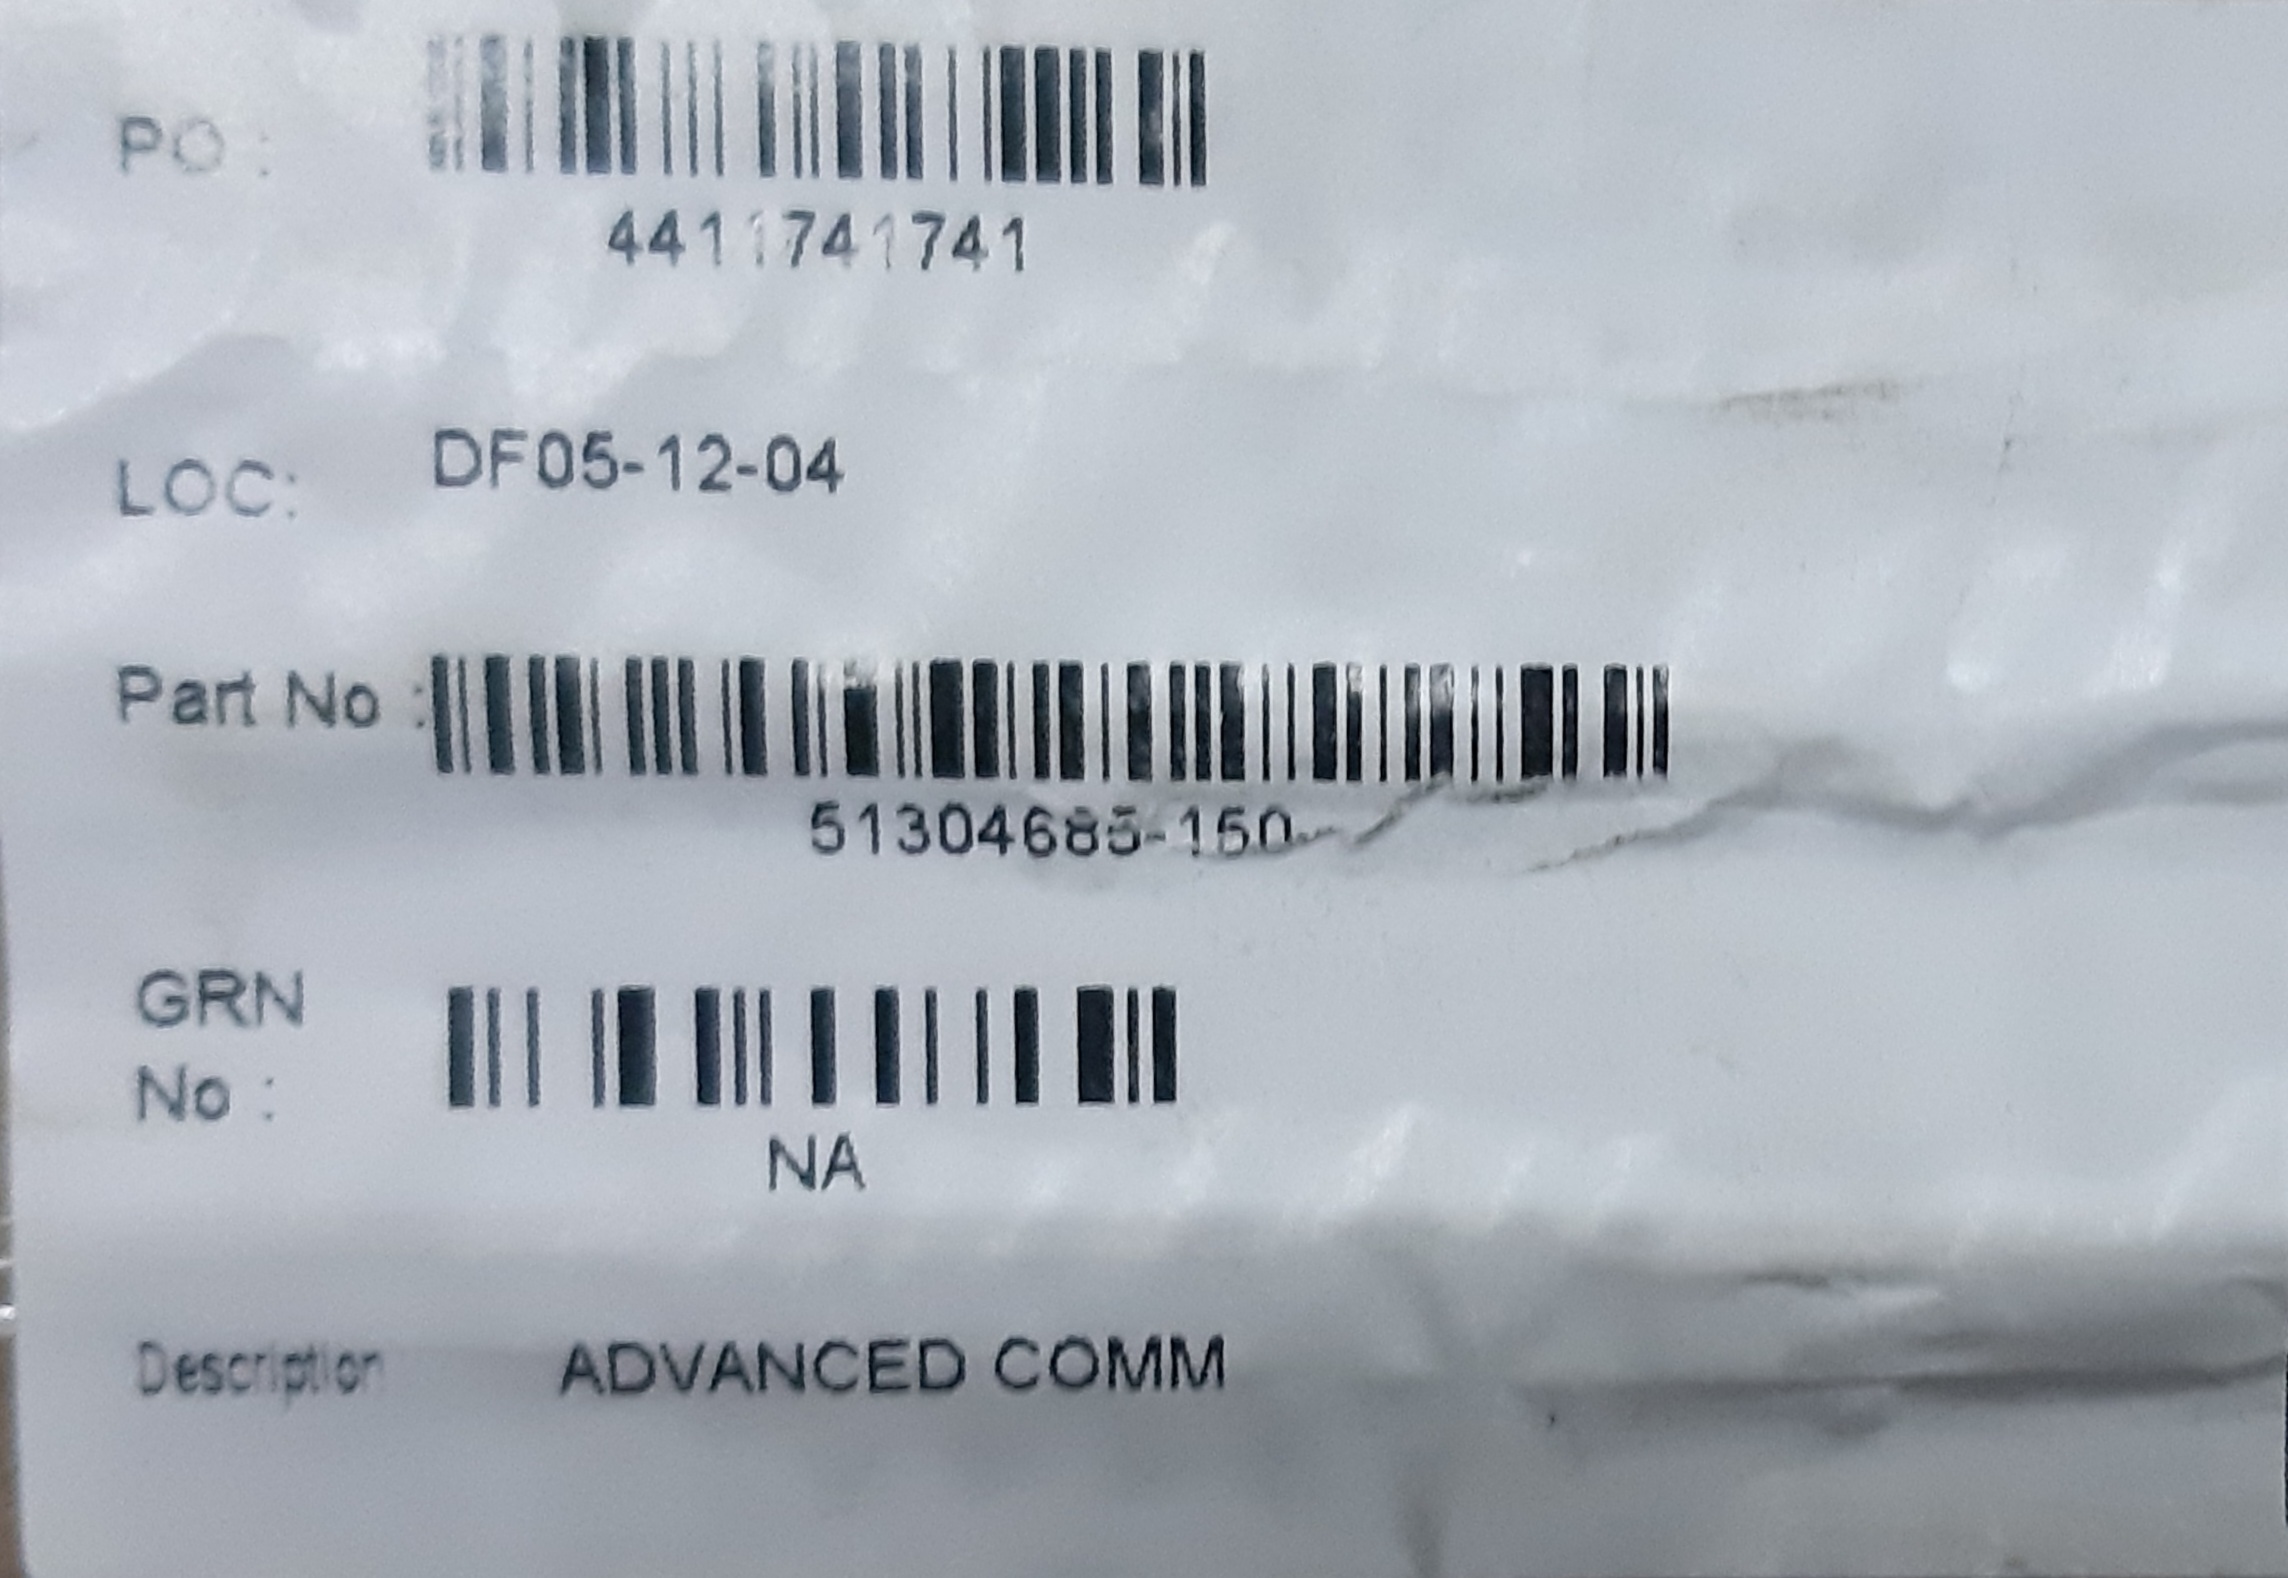 PO :
4411741741
LOC: DF05-12-04
Part No :
51304685-150
GRN
No :
NA
Description ADVANCED COMM